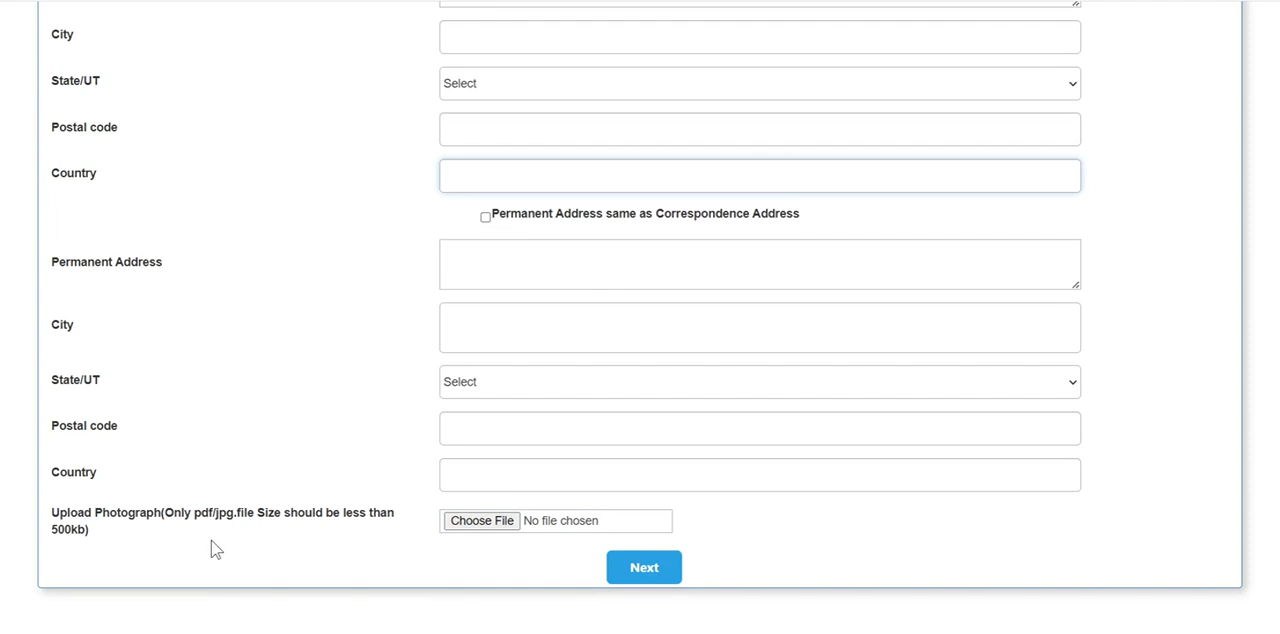 City
State/UT
Select
Postal code
Country
Permanent Address same as Correspondence Address
Permanent Address
City
State/UT
Select
Postal code
Country
Upload Photograph(Only pdf/jpg.file Size should be less than
500kb)
Choose File No file chosen
Next